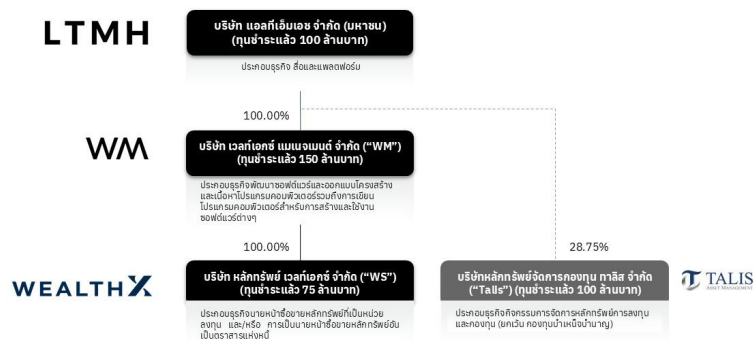 LTMH
บริษัท แอลทีเอ็มเอช จำกัด (มหาชน)
(ทุนชำระแล้ว 100 ล้านบาท)
ประกอบธุรกิจ สื่อและแพลตฟอร์ม
100.00%
WM
บริษัท เวลท์เอกซ์ แมเนจเมนต์ จำกัด (“WM”)
(ทุนชำระแล้ว 150 ล้านบาท)
ประกอบธุรกิจพัฒนาซอฟต์แวร์และออกแบบโครงสร้าง
และเนื้อหาโปรแกรมคอมพิวเตอร์รวมถึงการเขียน
โปรแกรมคอมพิวเตอร์สำหรับการสร้างและใช้งาน
ซอฟต์แวร์ต่างๆ
100.00%
28.75%
WEALTHX
บริษัท หลักทรัพย์ เวลท์เอกซ์ จำกัด (“WS”)
(ทุนชำระแล้ว 75 ล้านบาท)
ประกอบธุรกิจนายหน้าซื้อขายหลักทรัพย์ที่เป็นหน่วย
ลงทุน และ/หรือ การเป็นนายหน้าซื้อขายหลักทรัพย์อัน
เป็นตราสารแห่งหนี้
บริษัทหลักทรัพย์จัดการกองทุน ทาลิส จำกัด
(“Talis”) (ทุนชำระแล้ว 100 ล้านบาท)
ประกอบธุรกิจกิจกรรมการจัดการหลักทรัพย์การลงทุน
และกองทุน (ยกเว้น กองทุนบำเหน็จบำนาญ)
TALIS
ASSET MANAGEMENT